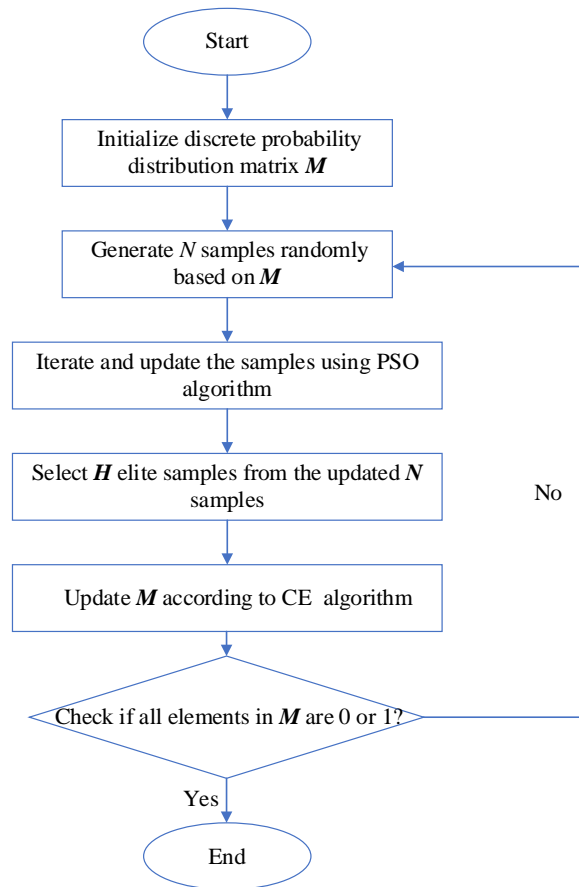 Start
Initialize discrete probability
distribution matrix M
Generate N samples randomly
based on M
Iterate and update the samples using PSO
algorithm
Select H elite samples from the updated N
samples
No
Update M according to CE algorithm
Check if all elements in M are 0 or 1?
Yes
End